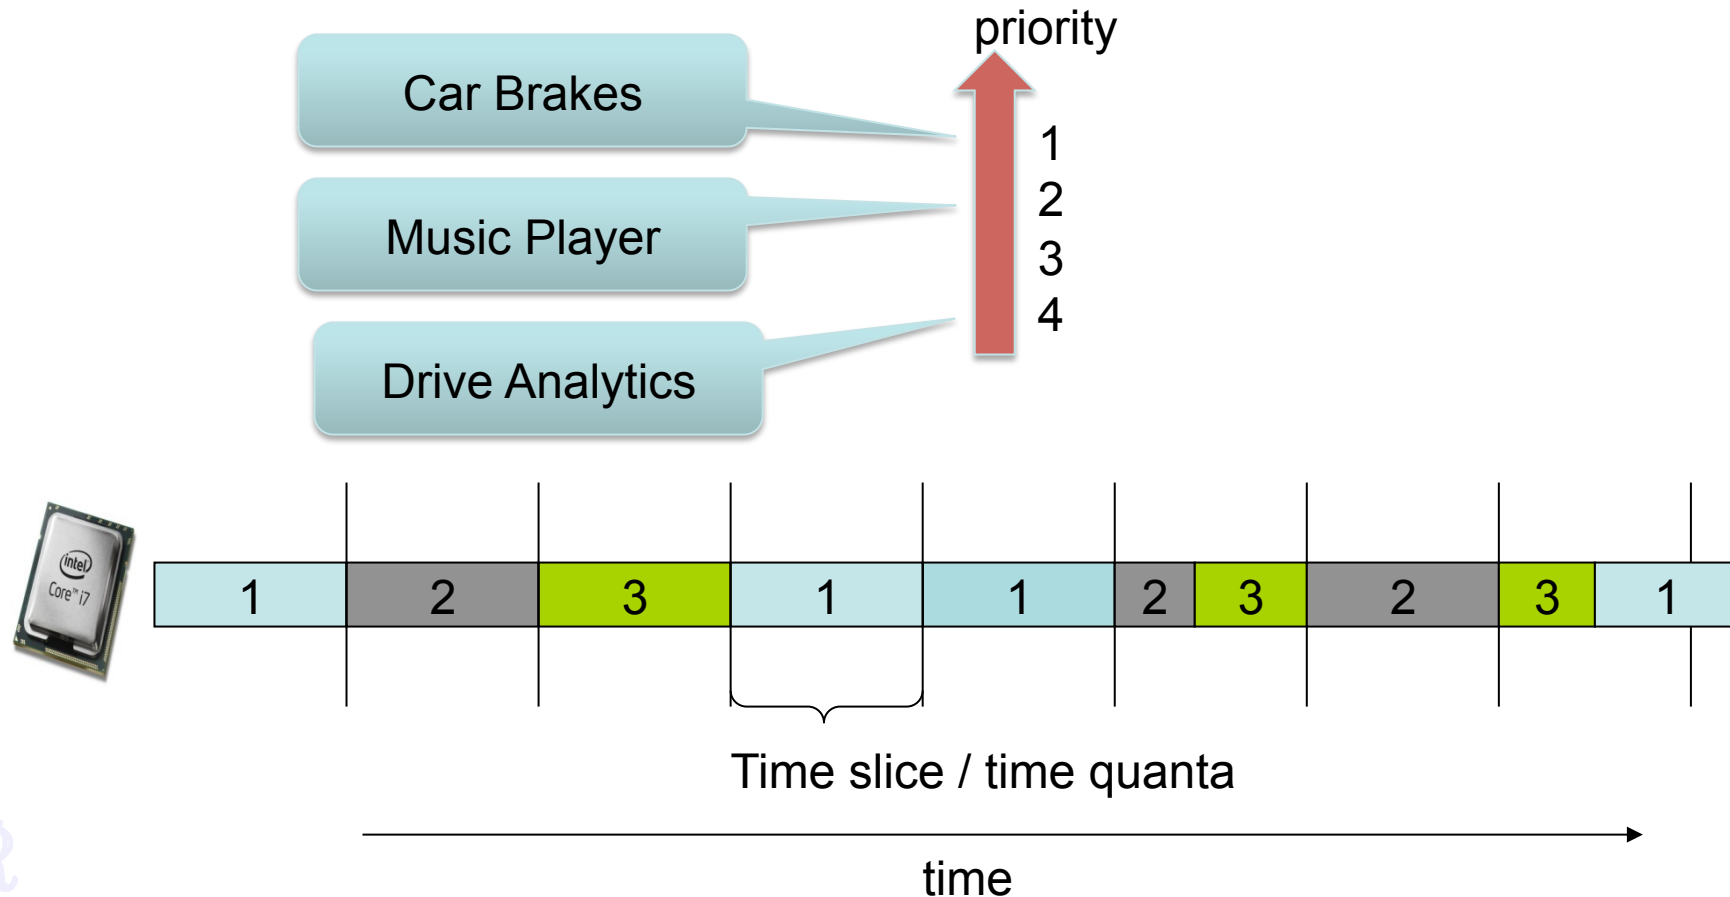 priority
Car Brakes
1
2
Music Player
3
4
Drive Analytics
intel
Core™ i7
1 2 3 1 1 2 3 2 3 1
Time slice / time quanta
time